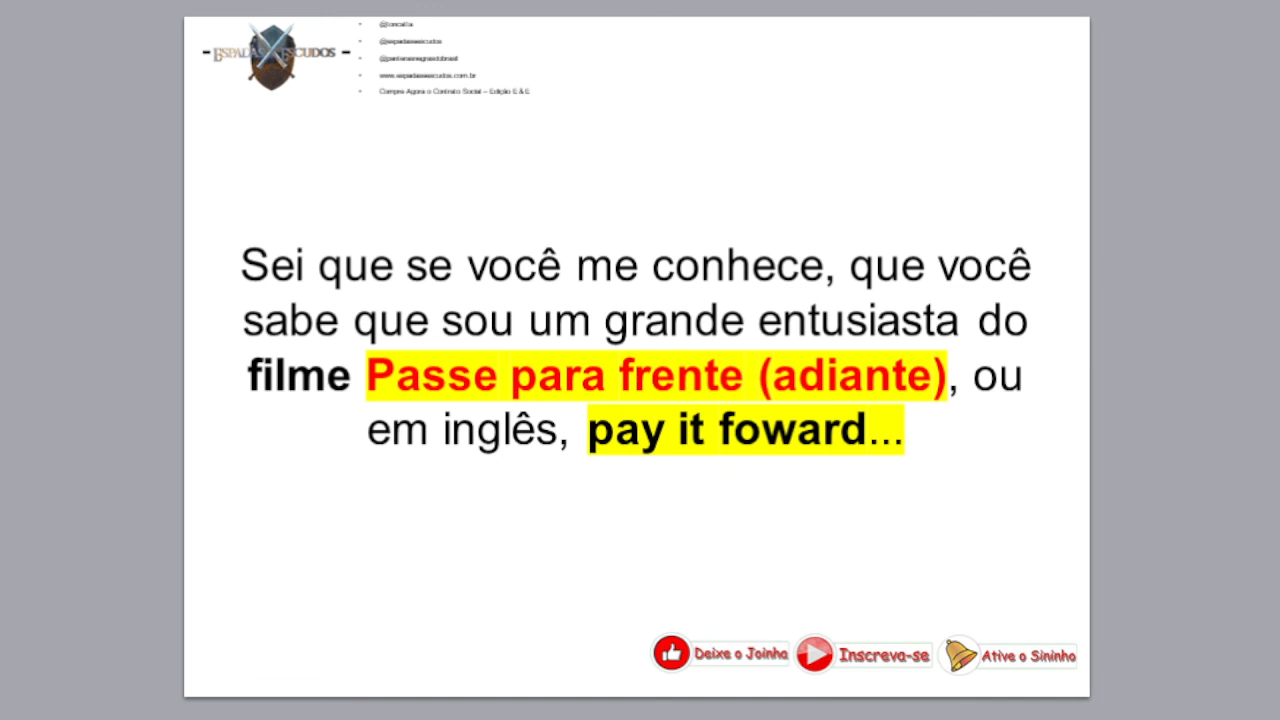 ESPADAS ESCUDOS
@espadaseescudos
@panterasnegrasdobrasil
www.espadaseescudos.com.br
Compre Agora o Contrato Social – Edição E & E
Sei que se você me conhece, que você
sabe que sou um grande entusiasta do
filme Passe para frente (adiante), ou
em inglês, pay it foward...
Deixe o Joinha
Inscreva-se
Ative o Sininho